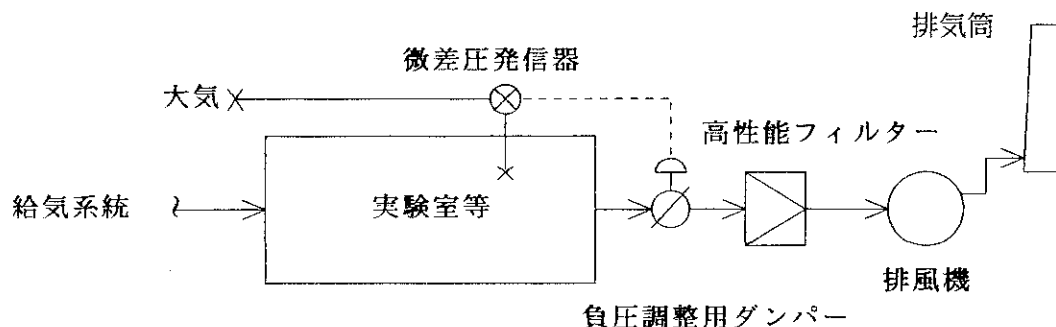 排気筒
微差圧発信器
大気
高性能フィルター
給気系統
実験室等
排風機
負圧調整用ダンパー